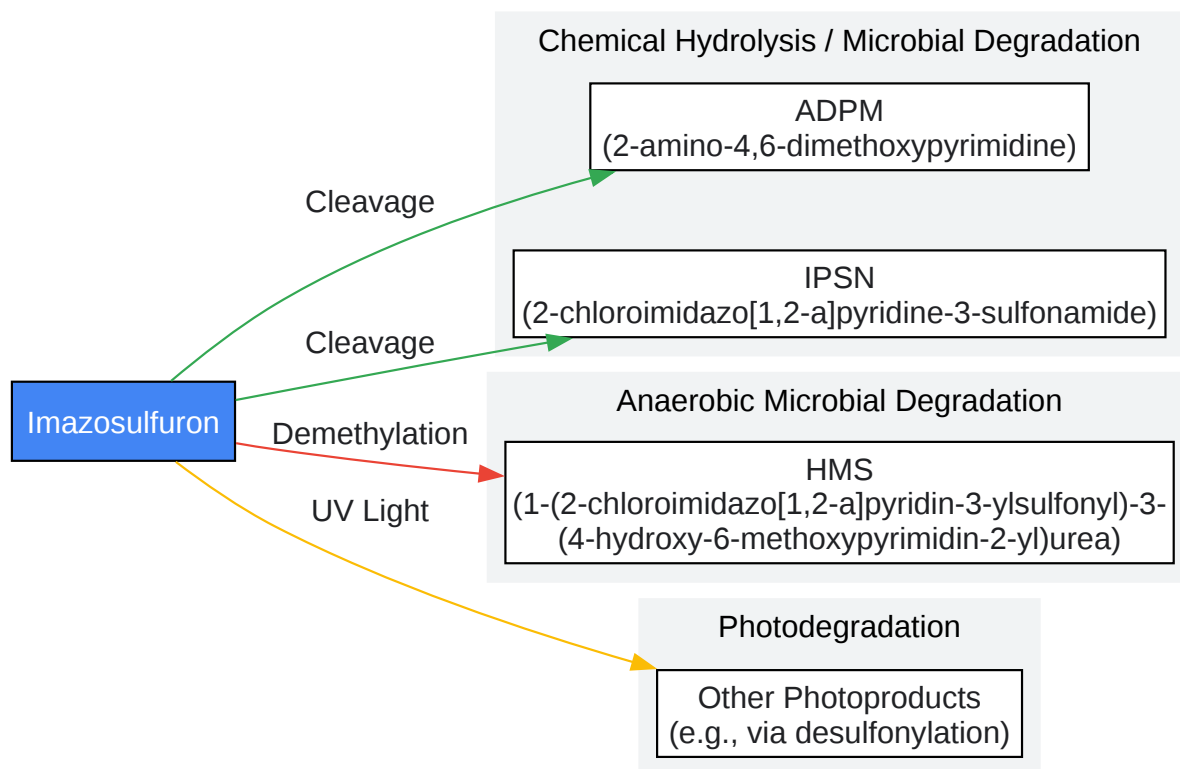 Chemical Hydrolysis / Microbial Degradation
ADPM
(2-amino-4,6-dimethoxypyrimidine)
Cleavage
IPSN
(2-chloroimidazo[1,2-a]pyridine-3-sulfonamide)
Cleavage
Imazosulfuron
Anaerobic Microbial Degradation
Demethylation
HMS
(1-(2-chloroimidazo[1,2-a]pyridin-3-ylsulfonyl)-3-
(4-hydroxy-6-methoxypyrimidin-2-yl)urea)
UV Light
Photodegradation
Other Photoproducts
(e.g., via desulfonylation)